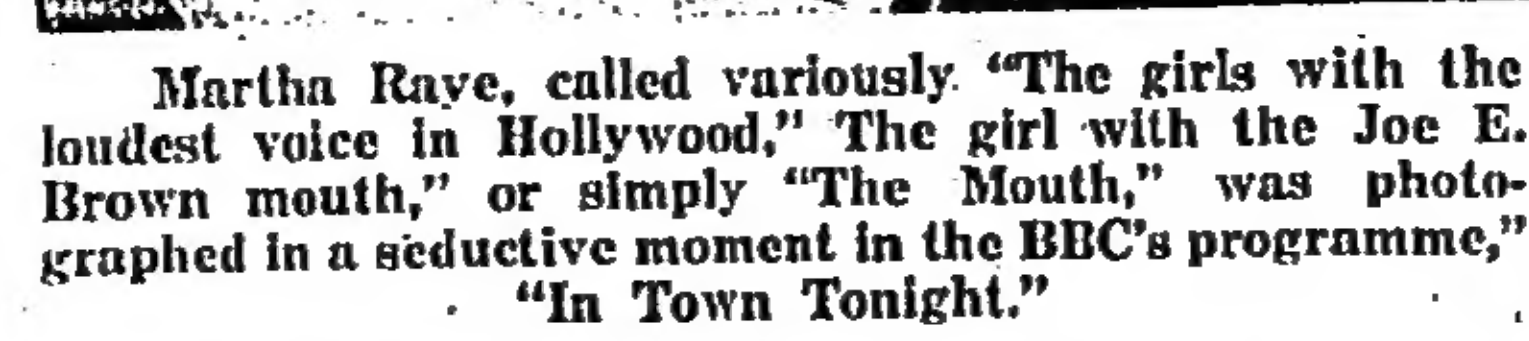 Martha Raye, called variously. “The girls with the
loudest voice in Hollywood,” The girl with the Joe E.
Brown mouth,” or simply “The Mouth,” was photo-
graphed in a seductive moment in the BBC’s programme,”
“In Town Tonight.”